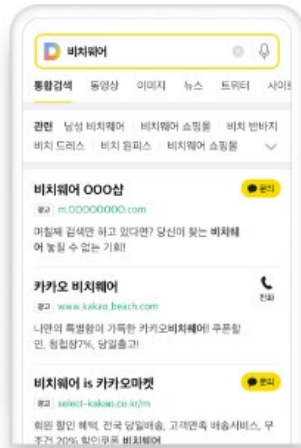 D 비치웨어
통합검색 동영상 이미지 뉴스 트위터 사이트
관련 남성 비치웨어 비치웨어 쇼핑몰 비치 반바지
비치 드레스 비치 원피스 비치웨어 쇼핑몰
비치웨어 OOO샵 문의
광고 m.OOOOOOOO.com
며칠째 검색만 하고 있다면? 당신이 찾는 비치웨
어 놓칠 수 없는 기회!
카카오 비치웨어 전화
광고 www.kakao_beach.com
나만의 특별함이 가득한 카카오비치웨어! 쿠폰할
인, 청첩장7%, 당일출고!
비치웨어 is 카카오마켓 문의
광고 select-kakao.co.kr/m
회원 할인 혜택, 전국 당일배송, 고객만족 배송서비스, 무
조건 20% 할인쿠폰 비치웨어